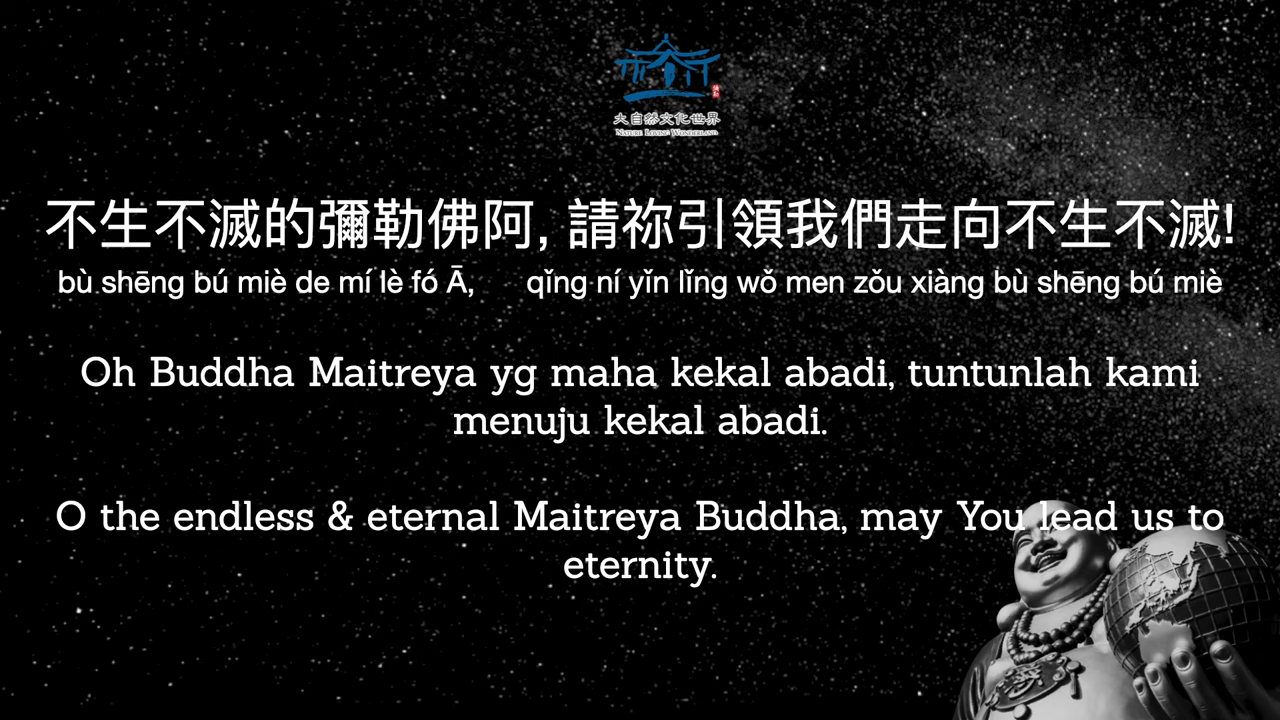 大自然文化世界
Nature Loving Wonderland
不生不滅的彌勒佛阿, 請祢引領我們走向不生不滅!
bù shēng bú miè de mí lè fó Ā, qǐng ní yǐn lǐng wǒ men zǒu xiàng bù shēng bú miè
Oh Buddha Maitreya yg maha kekal abadi, tuntunlah kami
menuju kekal abadi.
O the endless & eternal Maitreya Buddha, may You lead us to
eternity.